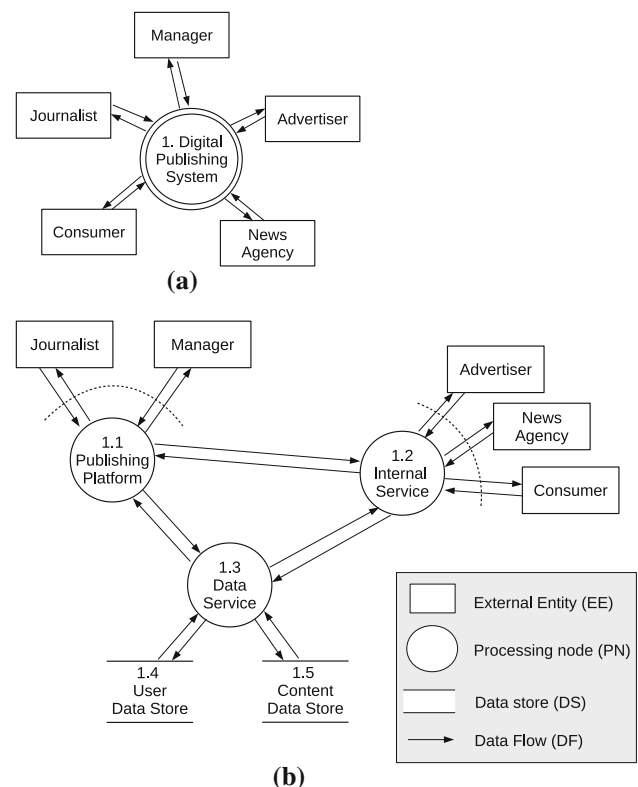 Manager
Journalist
Advertiser
1. Digital
Publishing
System
Consumer
News
Agency
(a)
Journalist
Manager
Advertiser
News
Agency
1.1
Publishing
Platform
1.2
Internal
Service
Consumer
1.3
Data
Service
1.4
User
Data Store
1.5
Content
Data Store
External Entity (EE)
Processing node (PN)
Data store (DS)
Data Flow (DF)
(b)